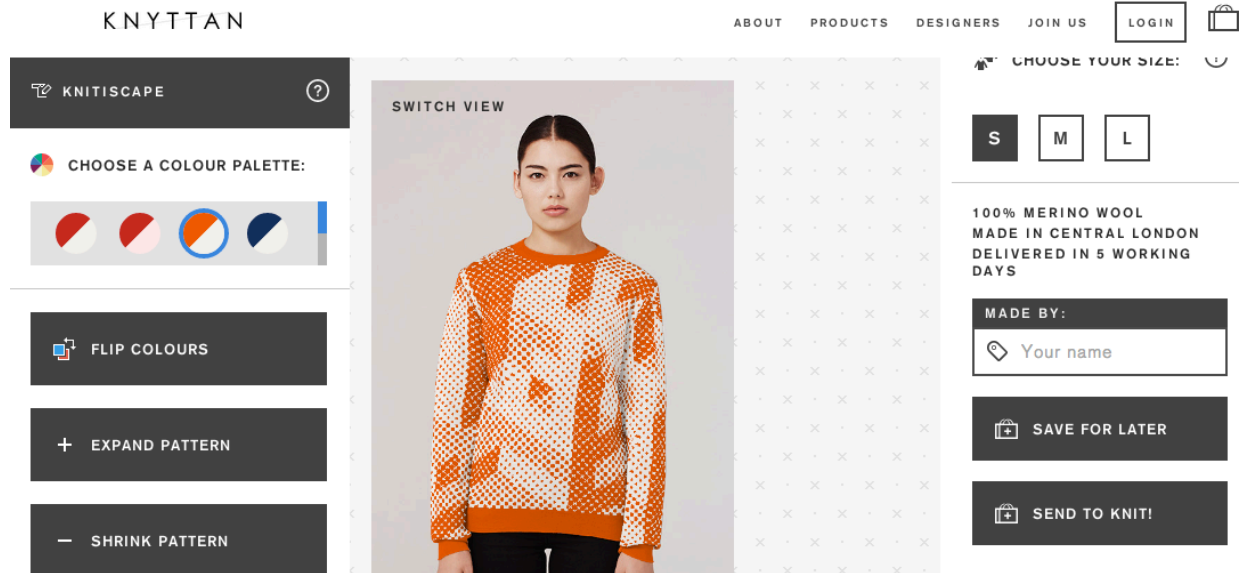 KNYTTAN
ABOUT PRODUCTS DESIGNERS JOIN US LOGIN
KNITISCAPE ?
CHOOSE A COLOUR PALETTE:
FLIP COLOURS
+ EXPAND PATTERN
− SHRINK PATTERN
SWITCH VIEW
CHOOSE YOUR SIZE:
S M L
100% MERINO WOOL
MADE IN CENTRAL LONDON
DELIVERED IN 5 WORKING
DAYS
MADE BY:
Your name
SAVE FOR LATER
SEND TO KNIT!